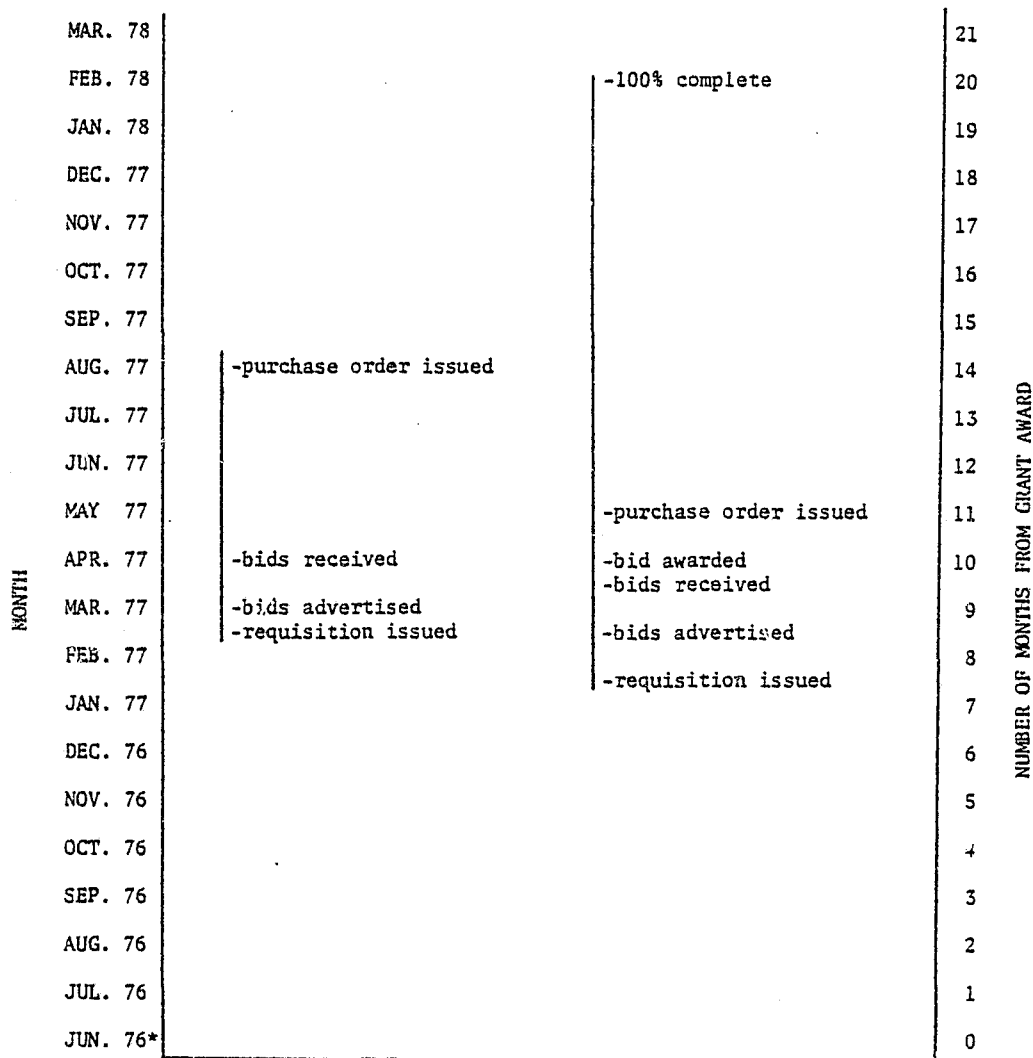 MAR. 78 21
FEB. 78 -100% complete 20
JAN. 78 19
DEC. 77 18
NOV. 77 17
OCT. 77 16
SEP. 77 15
AUG. 77 -purchase order issued 14
JUL. 77 13
JUN. 77 12
MAY 77 -purchase order issued 11
APR. 77 -bids received -bid awarded 10
-bids received
MAR. 77 -bids advertised 9
-requisition issued -bids advertised
FEB. 77 8
-requisition issued
JAN. 77 7
DEC. 76 6
NOV. 76 5
OCT. 76 4
SEP. 76 3
AUG. 76 2
JUL. 76 1
JUN. 76* 0
MONTH
NUMBER OF MONTHS FROM GRANT AWARD